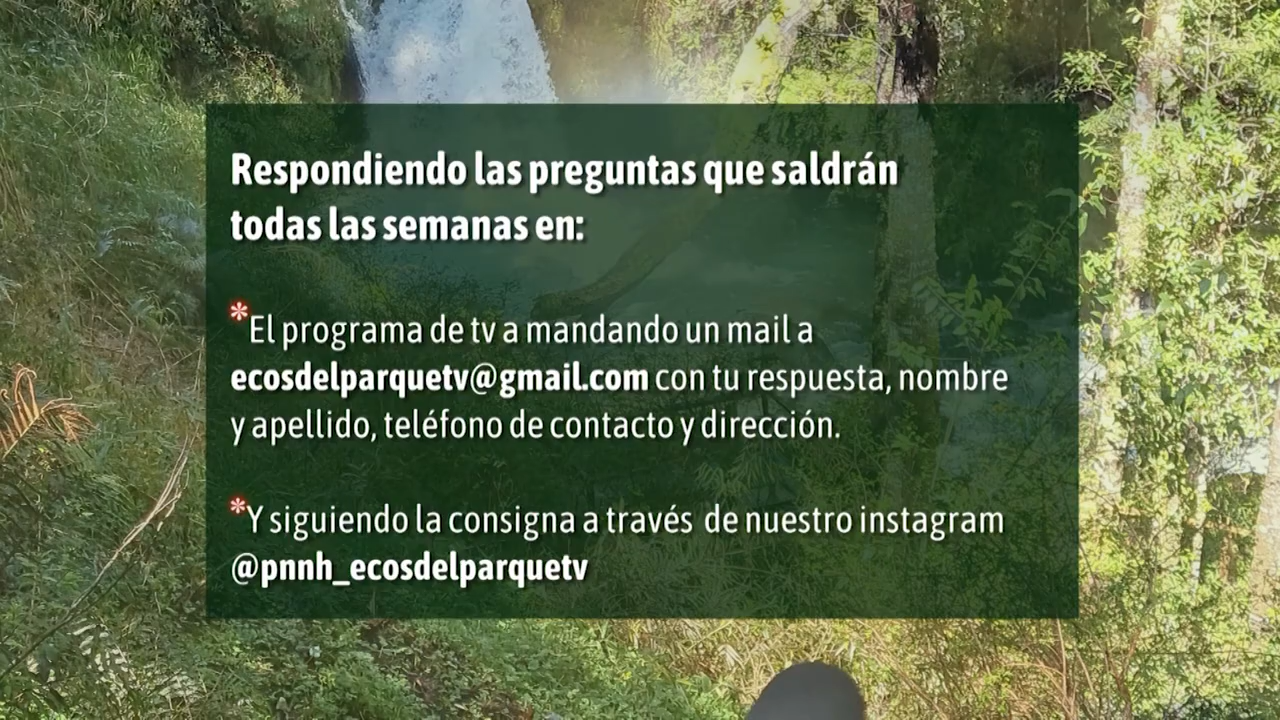 Respondiendo las preguntas que saldrán
todas las semanas en:
*El programa de tv a mandando un mail a
ecosdelparquetv@gmail.com con tu respuesta, nombre
y apellido, teléfono de contacto y dirección.
*Y siguiendo la consigna a través de nuestro instagram
@pnnh_ecosdelparquetv